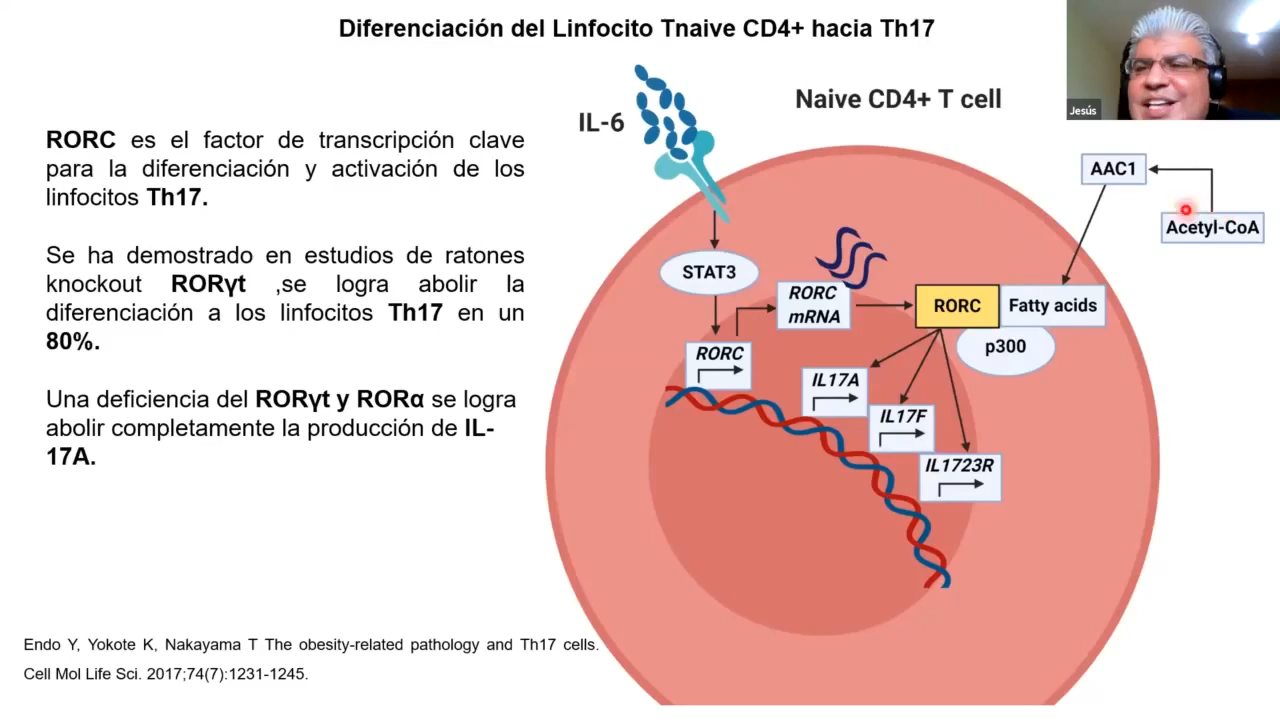 Diferenciación del Linfocito Tnaive CD4+ hacia Th17
Jesús
RORC es el factor de transcripción clave
para la diferenciación y activación de los
linfocitos Th17.
Se ha demostrado en estudios de ratones
knockout RORγt ,se logra abolir la
diferenciación a los linfocitos Th17 en un
80%.
Una deficiencia del RORγt y RORα se logra
abolir completamente la producción de IL-
17A.
IL-6
Naive CD4+ T cell
AAC1
Acetyl-CoA
STAT3
RORC
mRNA
RORC
Fatty acids
p300
RORC
IL17A
IL17F
IL1723R
Endo Y, Yokote K, Nakayama T The obesity-related pathology and Th17 cells.
Cell Mol Life Sci. 2017;74(7):1231-1245.